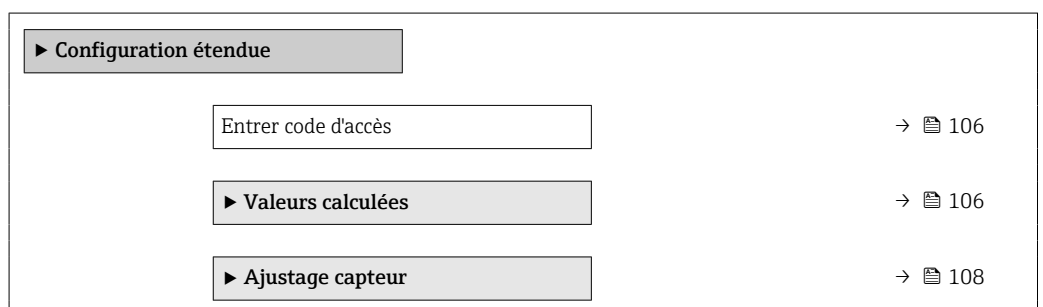 ▶ Configuration étendue
Entrer code d'accès → 106
▶ Valeurs calculées → 106
▶ Ajustage capteur → 108